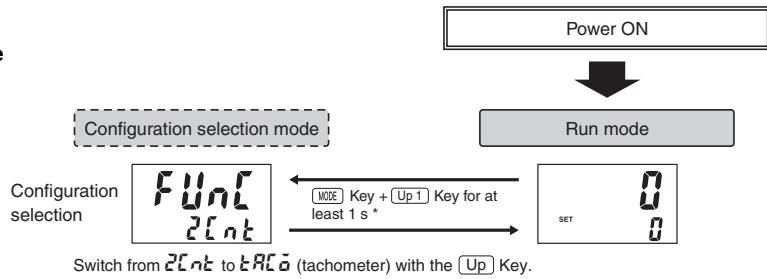 e
Power ON
Configuration selection mode
Run mode
Configuration
selection
FUnC
2Cnt
MODE Key + Up 1 Key for at
least 1 s *
0
SET
0
Switch from 2Cnt to tACo (tachometer) with the Up Key.